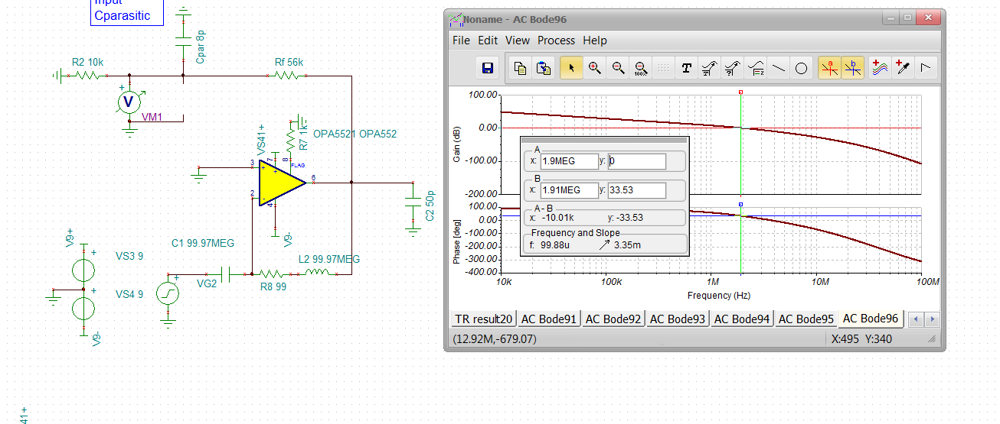 Input
Cparasitic
Cpar 8p
R2 10k
Rf 56k
+
V
VM1
VS41+
R7 1k
OPA5521 OPA552
FLAG
3
7
8
6
2
4
+
+
-
V9-
C2 50p
C1 99.97MEG
L2 99.97MEG
R8 99
VG2
+
V9+
VS3 9
+
VS4 9
+
V9-
41+
Noname - AC Bode96
File Edit View Process Help
100%
T
a
b
100.00
0.00
-100.00
-200.00
Gain (dB)
A
x: 1.9MEG y: 0
B
x: 1.91MEG y: 33.53
A - B
x: -10.01k y: -33.53
Frequency and Slope
f: 99.88u 3.35m
100.00
0.00
-100.00
-200.00
-300.00
-400.00
Phase [deg]
10k 100k 1M 10M 100M
Frequency (Hz)
TR result20 AC Bode91 AC Bode92 AC Bode93 AC Bode94 AC Bode95 AC Bode96
(12.92M,-679.07) X:495 Y:340